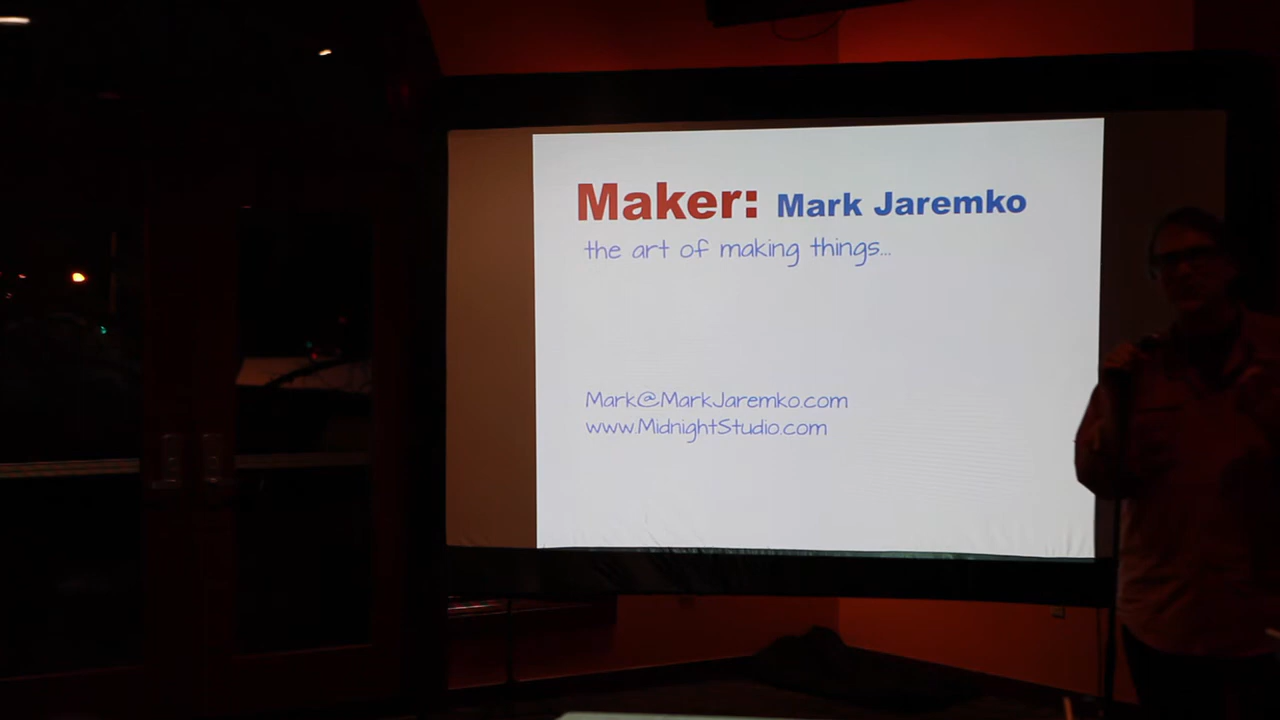 Maker: Mark Jaremko
the art of making things...
Mark@MarkJaremko.com
www.MidnightStudio.com